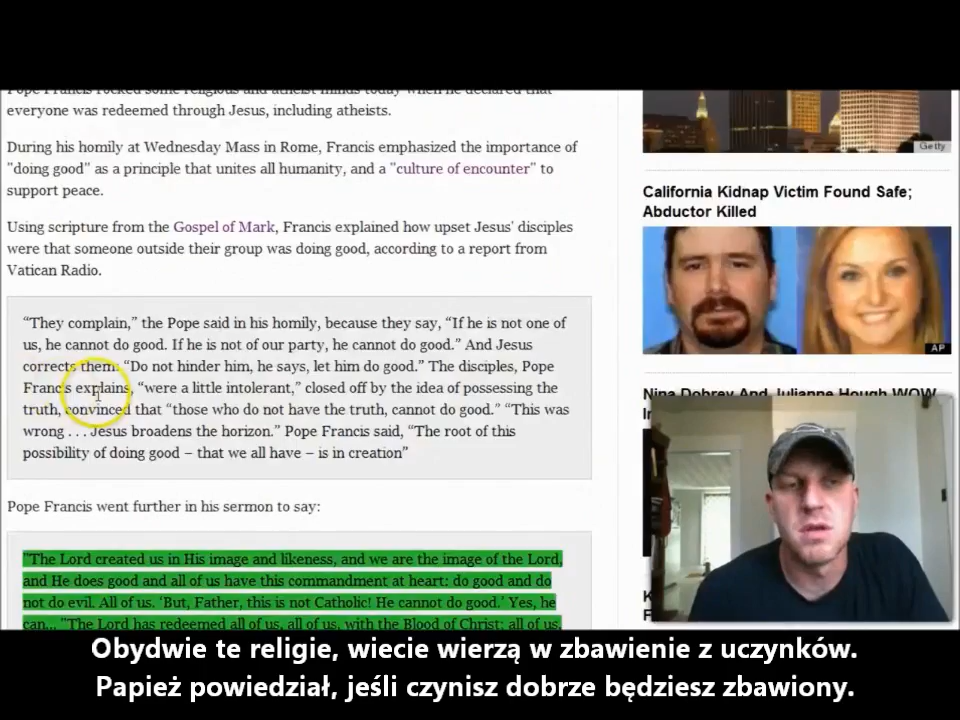 Pope Francis rocked some religious and atheist minds today when he declared that
everyone was redeemed through Jesus, including atheists.
During his homily at Wednesday Mass in Rome, Francis emphasized the importance of
"doing good" as a principle that unites all humanity, and a "culture of encounter" to
support peace.
Using scripture from the Gospel of Mark, Francis explained how upset Jesus' disciples
were that someone outside their group was doing good, according to a report from
Vatican Radio.
“They complain,” the Pope said in his homily, because they say, “If he is not one of
us, he cannot do good. If he is not of our party, he cannot do good.” And Jesus
corrects them: “Do not hinder him, he says, let him do good.” The disciples, Pope
Francis explains, “were a little intolerant,” closed off by the idea of possessing the
truth, convinced that “those who do not have the truth, cannot do good.” “This was
wrong . . . Jesus broadens the horizon.” Pope Francis said, “The root of this
possibility of doing good – that we all have – is in creation”
Pope Francis went further in his sermon to say:
"The Lord created us in His image and likeness, and we are the image of the Lord,
and He does good and all of us have this commandment at heart: do good and do
not do evil. All of us. ‘But, Father, this is not Catholic! He cannot do good.’ Yes, he
can... "The Lord has redeemed all of us, all of us, with the Blood of Christ: all of us,
Getty
California Kidnap Victim Found Safe;
Abductor Killed
AP
Nina Dobrev And Julianne Hough WOW
Obydwie te religie, wiecie wierzą w zbawienie z uczynków.
Papież powiedział, jeśli czynisz dobrze będziesz zbawiony.